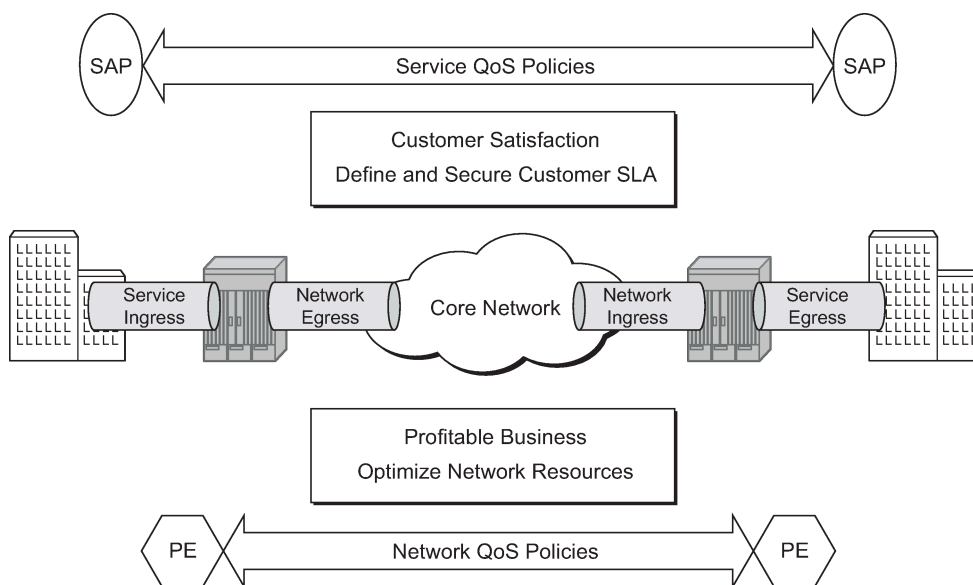 SAP
Service QoS Policies
SAP
Customer Satisfaction
Define and Secure Customer SLA
Service
Ingress
Network
Egress
Core Network
Network
Ingress
Service
Egress
Profitable Business
Optimize Network Resources
PE
Network QoS Policies
PE